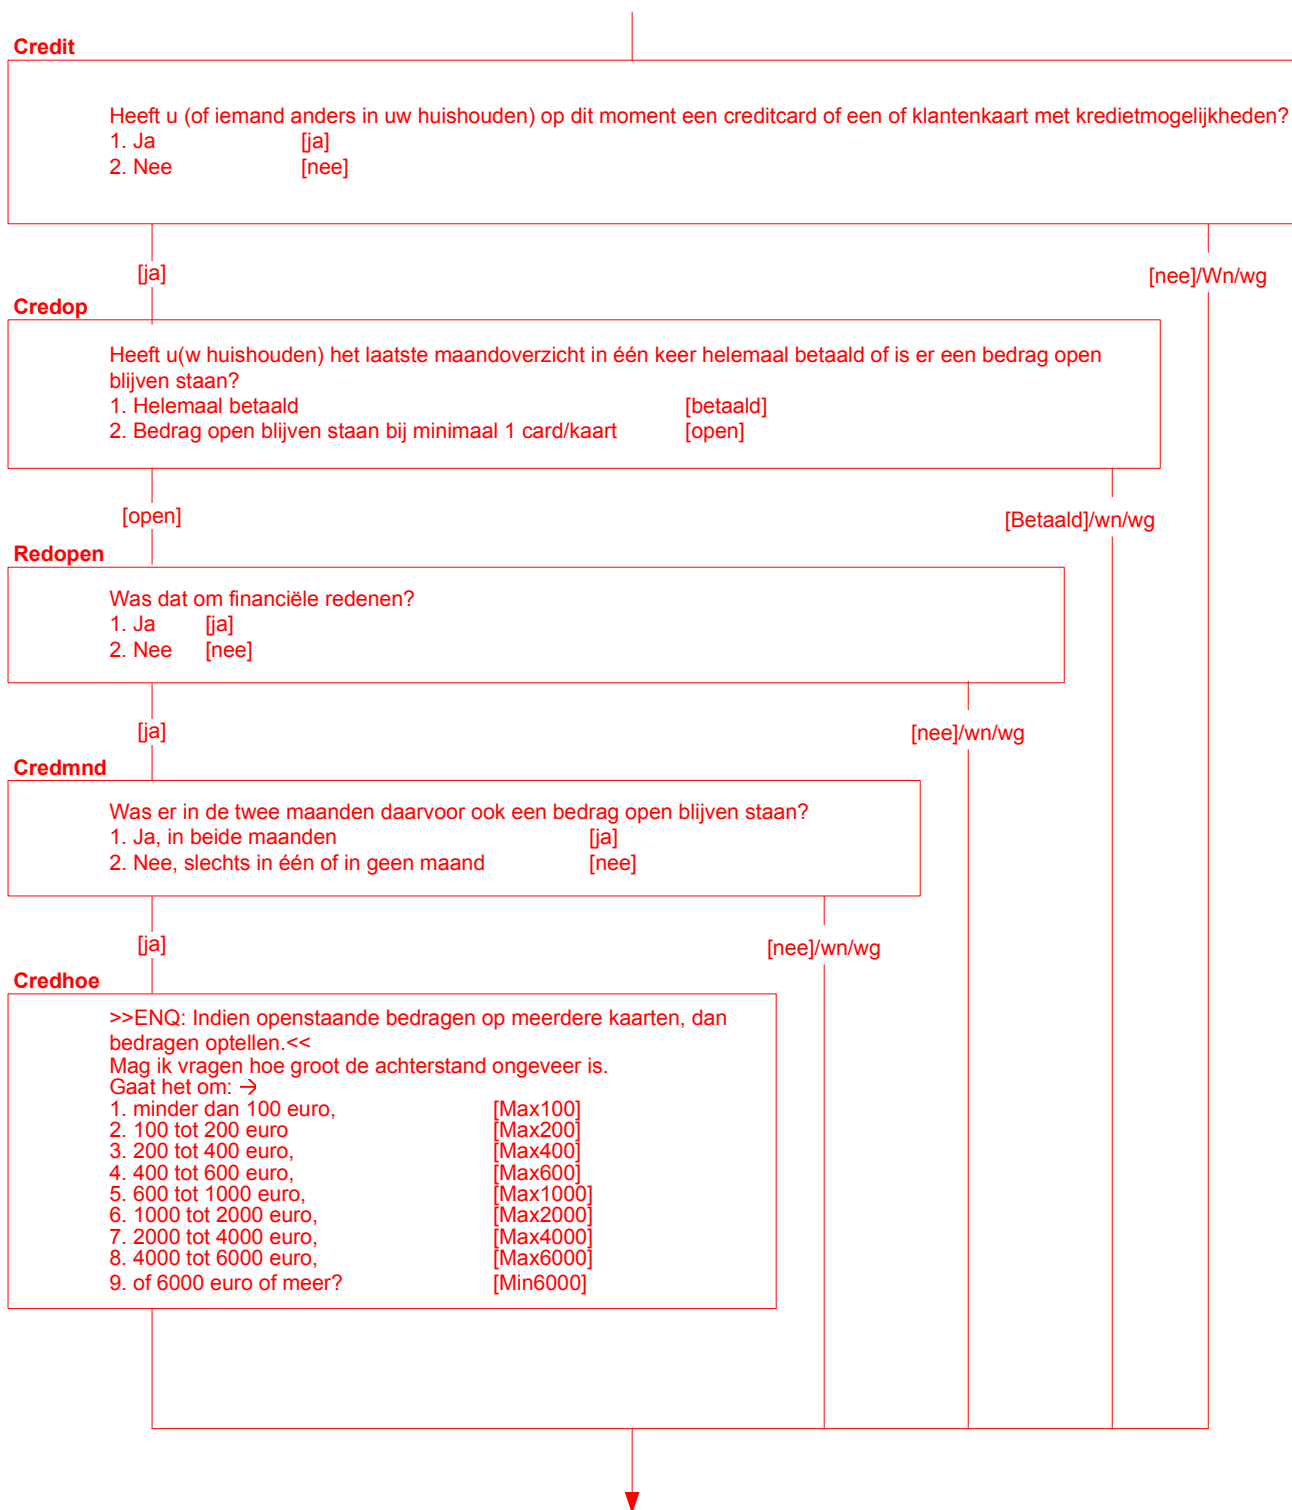 Credit
Heeft u (of iemand anders in uw huishouden) op dit moment een creditcard of een of klantenkaart met kredietmogelijkheden?
1. Ja [ja]
2. Nee [nee]
[ja] [nee]/Wn/wg
Credop
Heeft u(w huishouden) het laatste maandoverzicht in één keer helemaal betaald of is er een bedrag open
blijven staan?
1. Helemaal betaald [betaald]
2. Bedrag open blijven staan bij minimaal 1 card/kaart [open]
[open] [Betaald]/wn/wg
Redopen
Was dat om financiële redenen?
1. Ja [ja]
2. Nee [nee]
[ja] [nee]/wn/wg
Credmnd
Was er in de twee maanden daarvoor ook een bedrag open blijven staan?
1. Ja, in beide maanden [ja]
2. Nee, slechts in één of in geen maand [nee]
[ja] [nee]/wn/wg
Credhoe
>>ENQ: Indien openstaande bedragen op meerdere kaarten, dan
bedragen optellen.<<
Mag ik vragen hoe groot de achterstand ongeveer is.
Gaat het om: →
1. minder dan 100 euro, [Max100]
2. 100 tot 200 euro [Max200]
3. 200 tot 400 euro, [Max400]
4. 400 tot 600 euro, [Max600]
5. 600 tot 1000 euro, [Max1000]
6. 1000 tot 2000 euro, [Max2000]
7. 2000 tot 4000 euro, [Max4000]
8. 4000 tot 6000 euro, [Max6000]
9. of 6000 euro of meer? [Min6000]